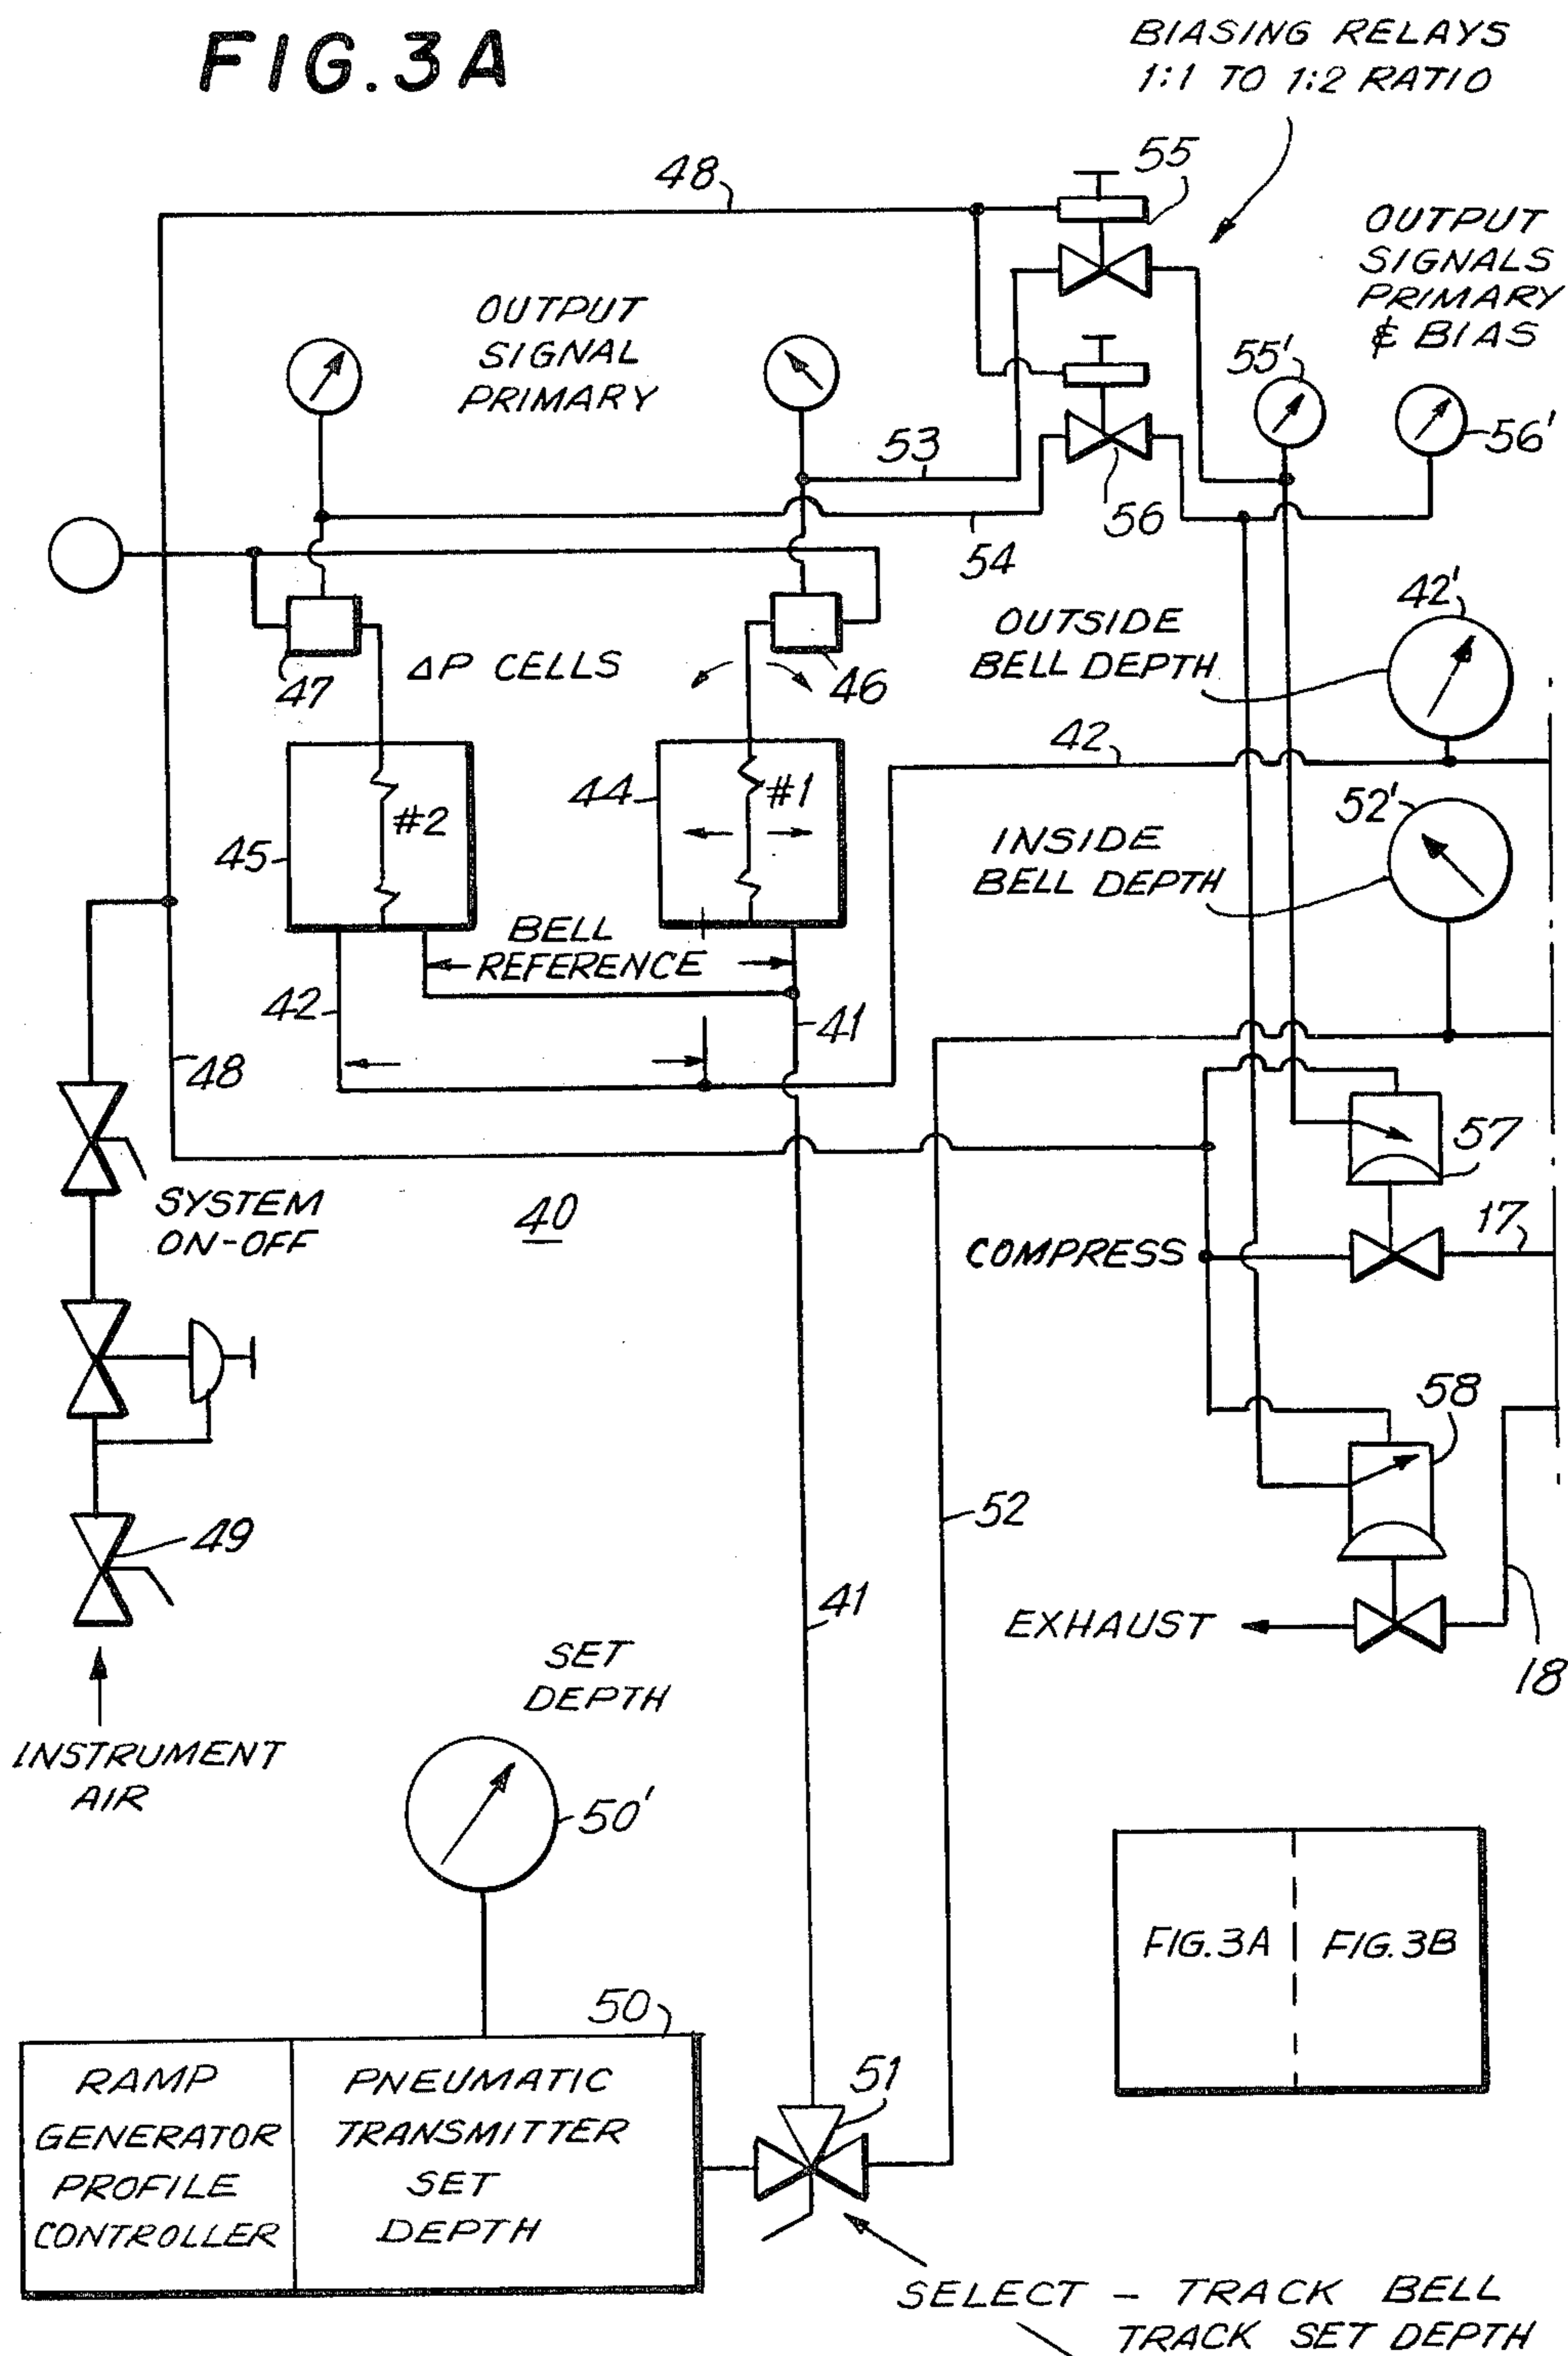 FIG.3A
BIASING RELAYS
1:1 TO 1:2 RATIO
48
55
OUTPUT
SIGNALS
PRIMARY
& BIAS
OUTPUT
SIGNAL
PRIMARY
55'
56'
53
56
54
42'
OUTSIDE
BELL DEPTH
47
ΔP CELLS
46
42
52'
44
#1
#2
45
INSIDE
BELL DEPTH
BELL
REFERENCE
42
41
48
57
SYSTEM
ON-OFF
40
17
COMPRESS
58
49
52
41
EXHAUST
18
SET
DEPTH
INSTRUMENT
AIR
50'
FIG.3A
FIG.3B
50
51
RAMP
GENERATOR
PROFILE
CONTROLLER
PNEUMATIC
TRANSMITTER
SET
DEPTH
SELECT - TRACK BELL
TRACK SET DEPTH